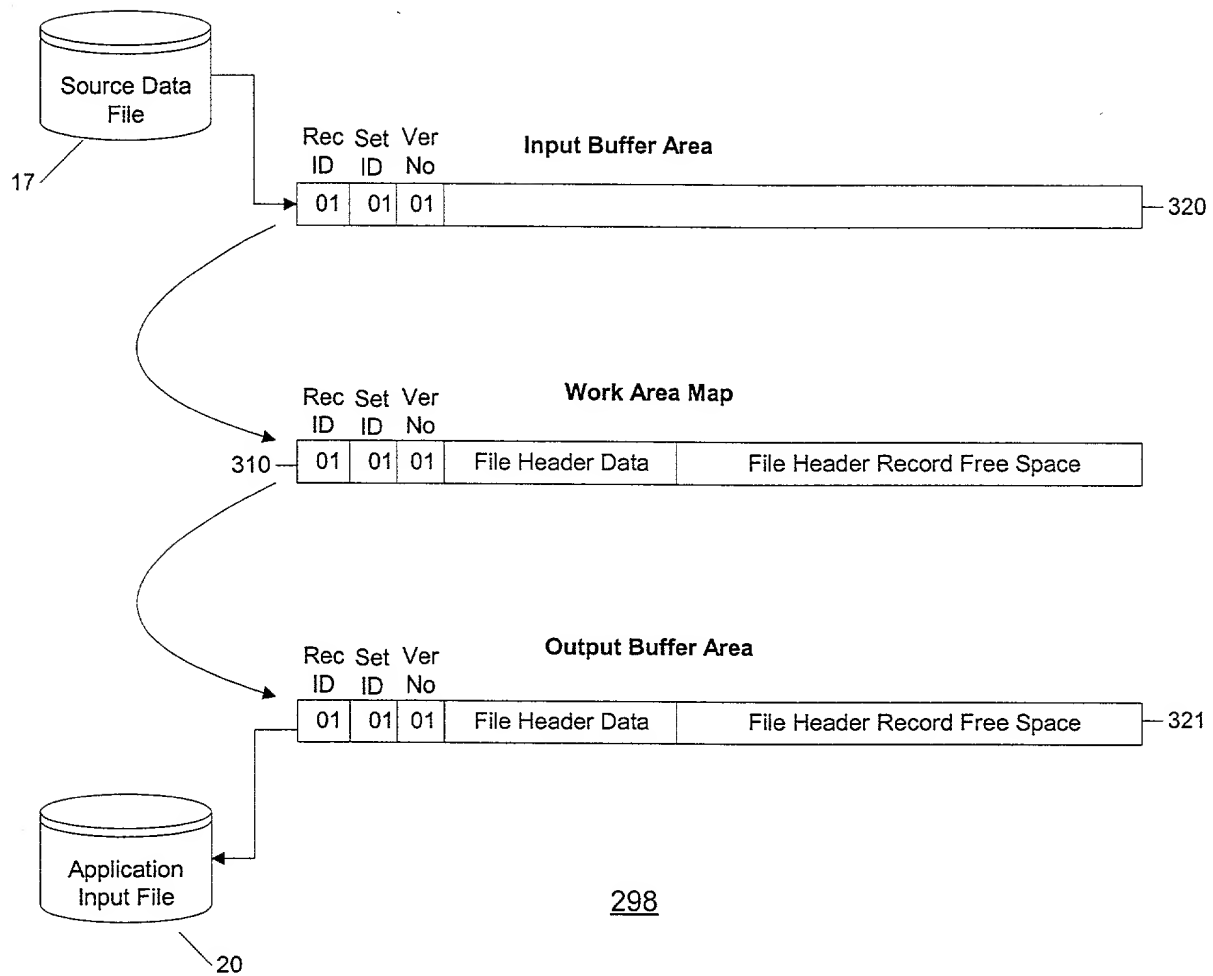 Source Data
File
17
Rec Set Ver
ID ID No
Input Buffer Area
01 01 01
320
Rec Set Ver
ID ID No
Work Area Map
310
01 01 01 File Header Data File Header Record Free Space
Rec Set Ver
ID ID No
Output Buffer Area
01 01 01 File Header Data File Header Record Free Space
321
Application
Input File
20
298